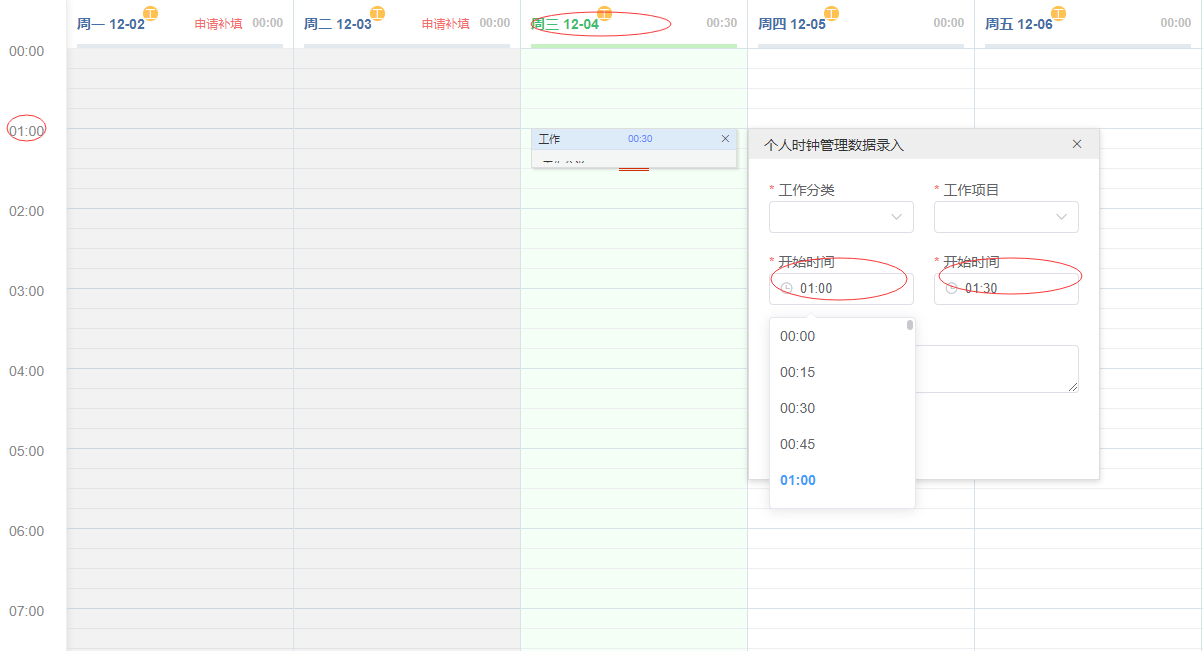 周一 12-02 工 申请补填 00:00
周二 12-03 工 申请补填 00:00
周三 12-04 工 00:30
周四 12-05 工 00:00
周五 12-06 工 00:00
00:00
01:00
02:00
03:00
04:00
05:00
06:00
07:00
工作 00:30
个人时钟管理数据录入
* 工作分类
* 工作项目
* 开始时间
01:00
* 开始时间
01:30
00:00
00:15
00:30
00:45
01:00